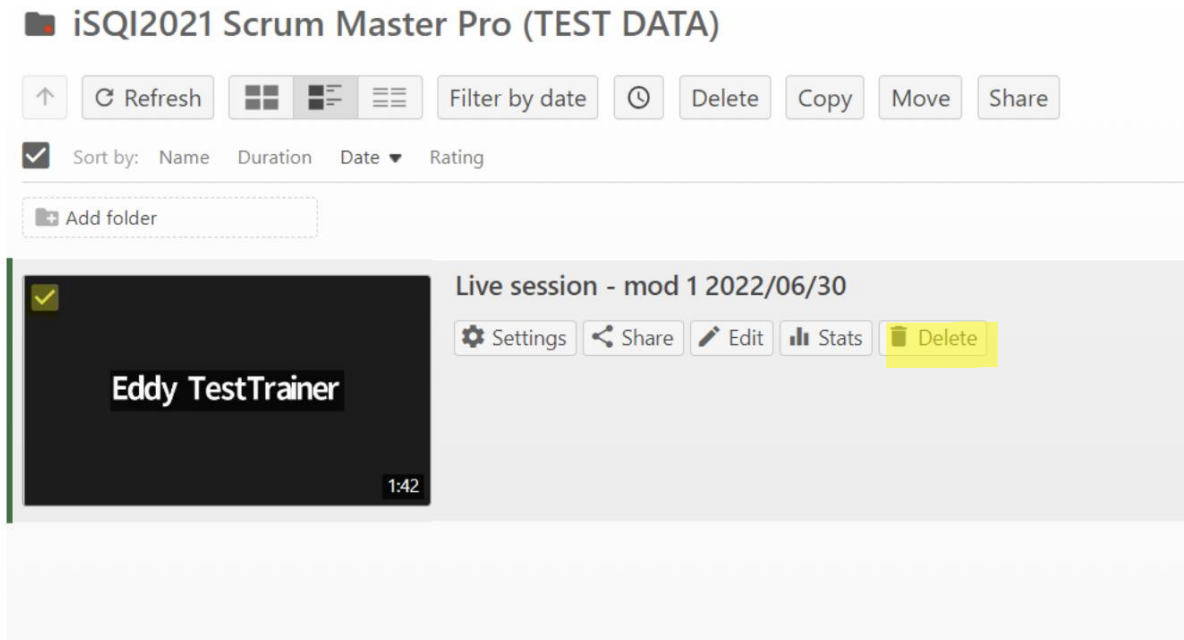 iSQI2021 Scrum Master Pro (TEST DATA)
Refresh Filter by date Delete Copy Move Share
Sort by: Name Duration Date Rating
Add folder
Live session - mod 1 2022/06/30
Settings Share Edit Stats Delete
Eddy TestTrainer
1:42